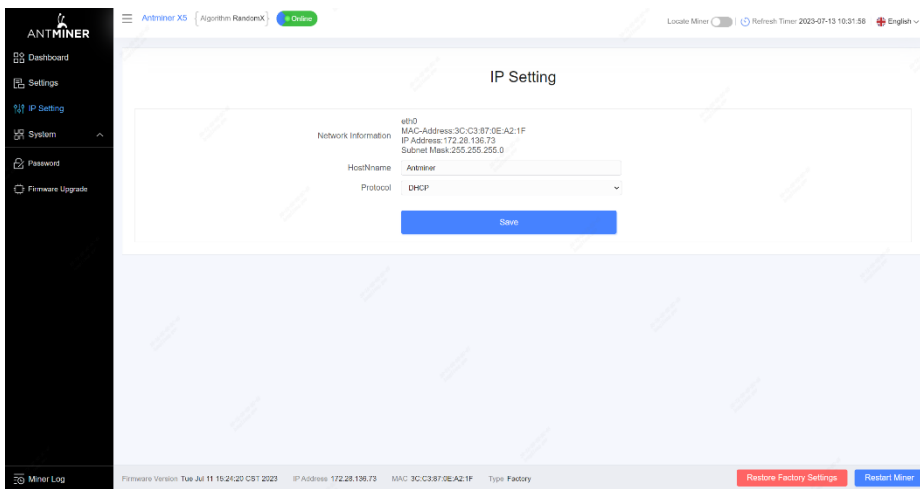 ANTMINER
Antminer X5 { Algorithm RandomX } Online
Locate Miner Refresh Timer 2023-07-13 10:31:58 English
Dashboard
Settings
IP Setting
System
Password
Firmware Upgrade
Miner Log
IP Setting
Network Information
eth0
MAC-Address:3C:C3:87:0E:A2:1F
IP Address:172.28.136.73
Subnet Mask:255.255.255.0
HostNname Antminer
Protocol DHCP
Save
Firmware Version Tue Jul 11 15:24:20 CST 2023 IP Address 172.28.136.73 MAC 3C:C3:87:0E:A2:1F Type Factory
Restore Factory Settings Restart Miner